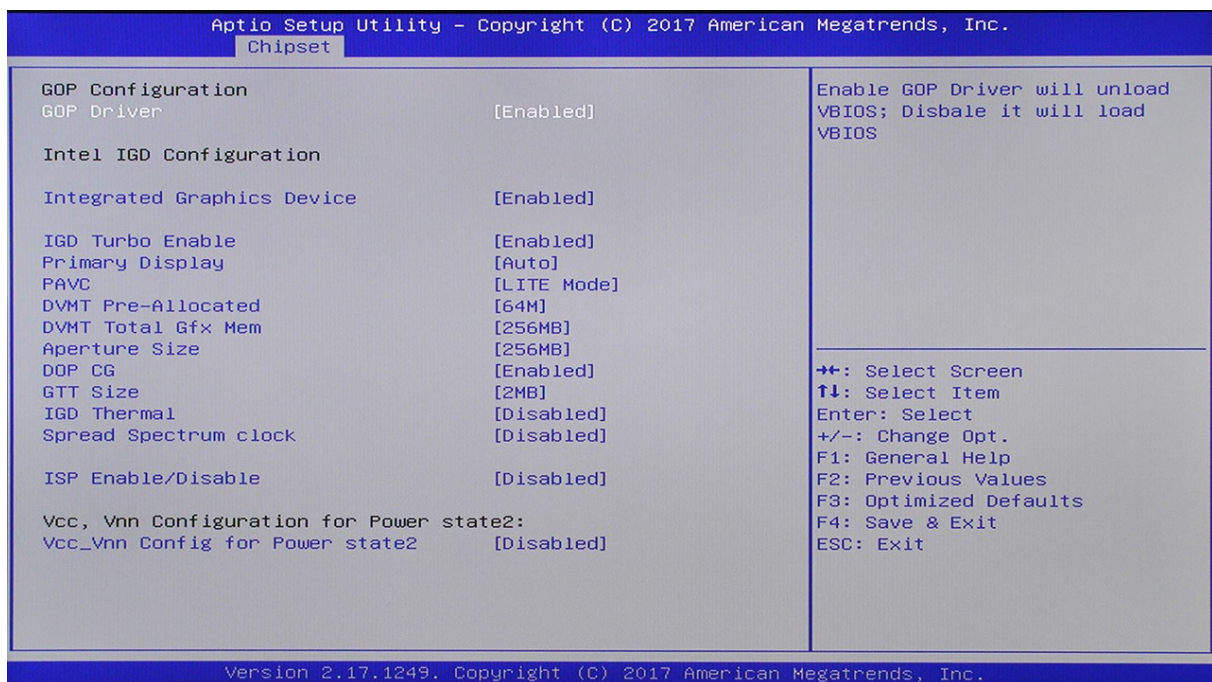 Aptio Setup Utility – Copyright (C) 2017 American Megatrends, Inc.
Chipset
GOP Configuration
GOP Driver [Enabled]
Intel IGD Configuration
Integrated Graphics Device [Enabled]
IGD Turbo Enable [Enabled]
Primary Display [Auto]
PAVC [LITE Mode]
DVMT Pre-Allocated [64M]
DVMT Total Gfx Mem [256MB]
Aperture Size [256MB]
DOP CG [Enabled]
GTT Size [2MB]
IGD Thermal [Disabled]
Spread Spectrum clock [Disabled]
ISP Enable/Disable [Disabled]
Vcc, Vnn Configuration for Power state2:
Vcc_Vnn Config for Power state2 [Disabled]
Enable GOP Driver will unload
VBIOS; Disbale it will load
VBIOS
→←: Select Screen
↑↓: Select Item
Enter: Select
+/-: Change Opt.
F1: General Help
F2: Previous Values
F3: Optimized Defaults
F4: Save & Exit
ESC: Exit
Version 2.17.1249. Copyright (C) 2017 American Megatrends, Inc.